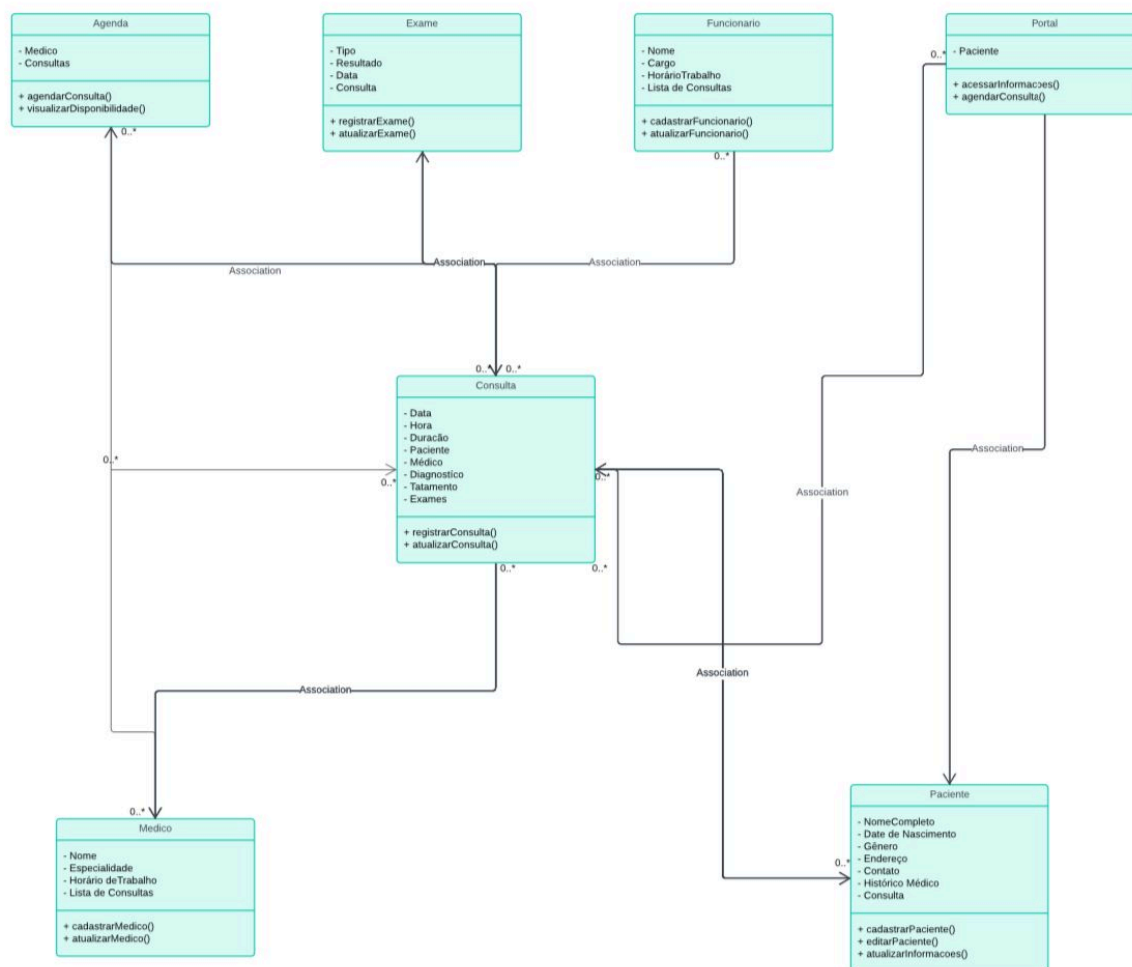 Agenda
- Medico
- Consultas
+ agendarConsulta()
+ visualizarDisponibilidade()
0..*
Exame
- Tipo
- Resultado
- Data
- Consulta
+ registrarExame()
+ atualizarExame()
Funcionario
- Nome
- Cargo
- HorárioTrabalho
- Lista de Consultas
+ cadastrarFuncionario()
+ atualizarFuncionario()
0..*
Portal
- Paciente
+ acessarInformacoes()
+ agendarConsulta()
0..*
Association
Association
Association
0..* 0..*
Consulta
- Data
- Hora
- Duracão
- Paciente
- Médico
- Diagnostíco
- Tatamento
- Exames
+ registrarConsulta()
+ atualizarConsulta()
0..*
0..*
0..*
0..*
0..*
Association
Association
Association
Association
0..*
Medico
- Nome
- Especialidade
- Horário deTrabalho
- Lista de Consultas
+ cadastrarMedico()
+ atualizarMedico()
0..*
Paciente
- NomeCompleto
- Date de Nascimento
- Gênero
- Endereço
- Contato
- Histórico Médico
- Consulta
+ cadastrarPaciente()
+ editarPaciente()
+ atualizarInformacoes()